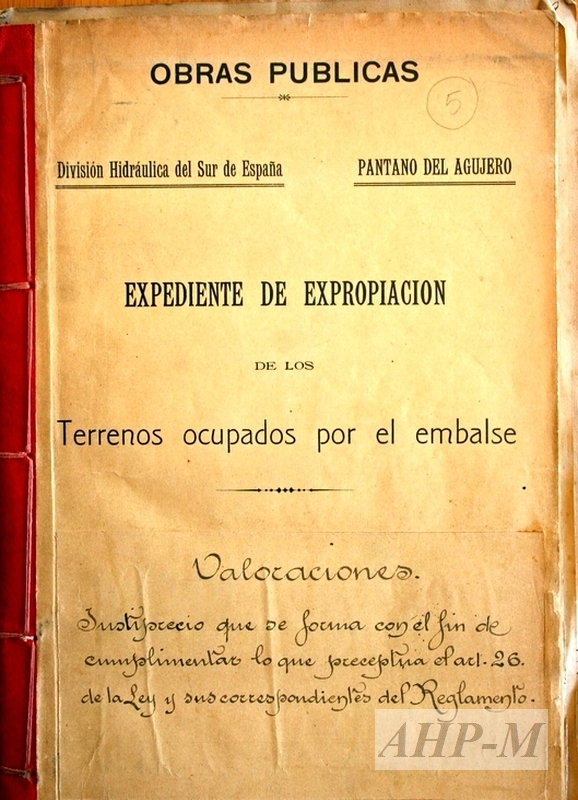 OBRAS PUBLICAS
5
División Hidráulica del Sur de España
PANTANO DEL AGUJERO
EXPEDIENTE DE EXPROPIACION
DE LOS
Terrenos ocupados por el embalse
Valoraciones.
Justiprecio que se forma con el fin de
cumplimentar lo que preceptúa el art. 26.
de la Ley y sus correspondientes del Reglamento.
AHP-M